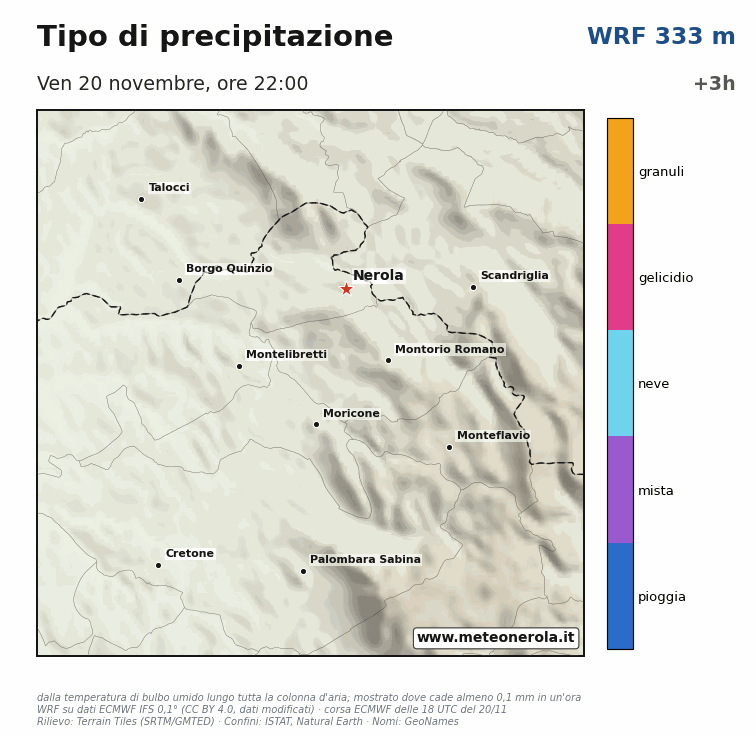 Tipo di precipitazione
WRF 333 m
Ven 20 novembre, ore 22:00
+3h
Talocci
Borgo Quinzio
Nerola
Scandriglia
Montelibretti
Montorio Romano
Moricone
Monteflavio
Cretone
Palombara Sabina
www.meteonerola.it
granuli
gelicidio
neve
mista
pioggia
dalla temperatura di bulbo umido lungo tutta la colonna d'aria; mostrato dove cade almeno 0,1 mm in un'ora
WRF su dati ECMWF IFS 0,1° (CC BY 4.0, dati modificati) · corsa ECMWF delle 18 UTC del 20/11
Rilievo: Terrain Tiles (SRTM/GMTED) · Confini: ISTAT, Natural Earth · Nomi: GeoNames